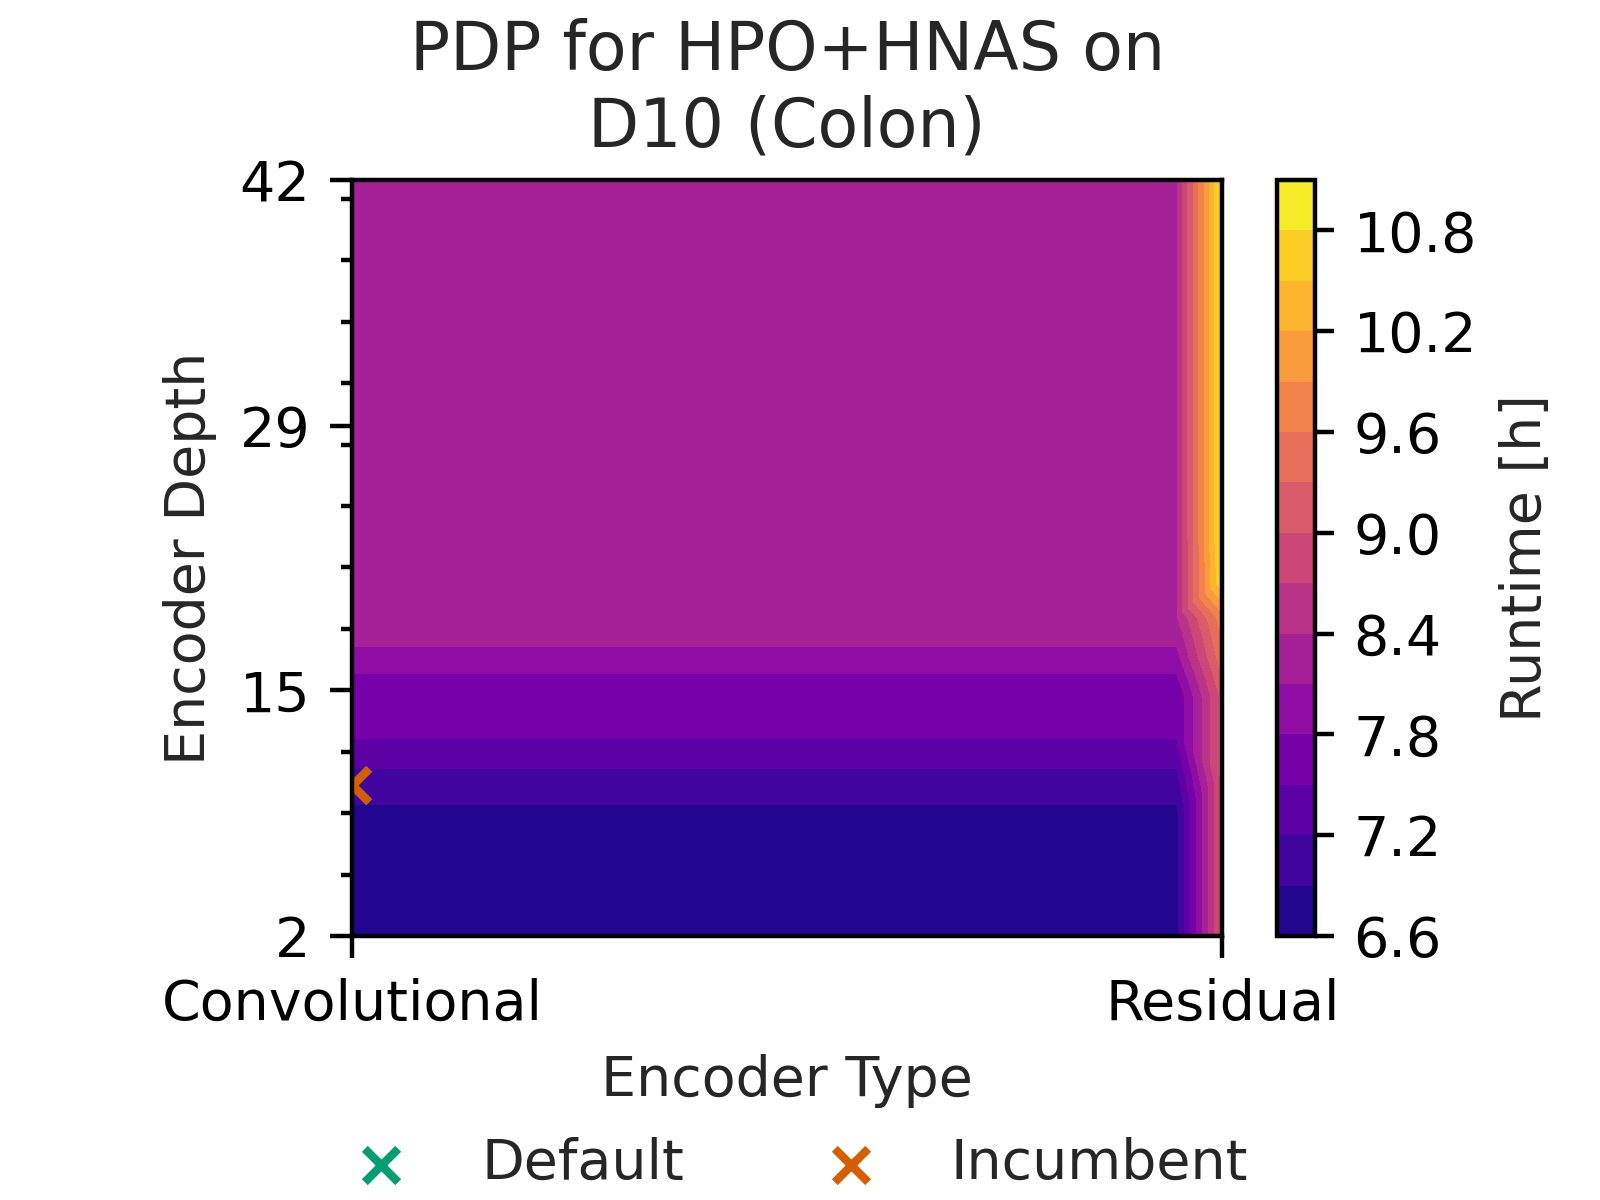 PDP for HPO+HNAS on
D10 (Colon)
42
29
15
2
Encoder Depth
Convolutional
Residual
Encoder Type
10.8
10.2
9.6
9.0
8.4
7.8
7.2
6.6
Runtime [h]
Default
Incumbent